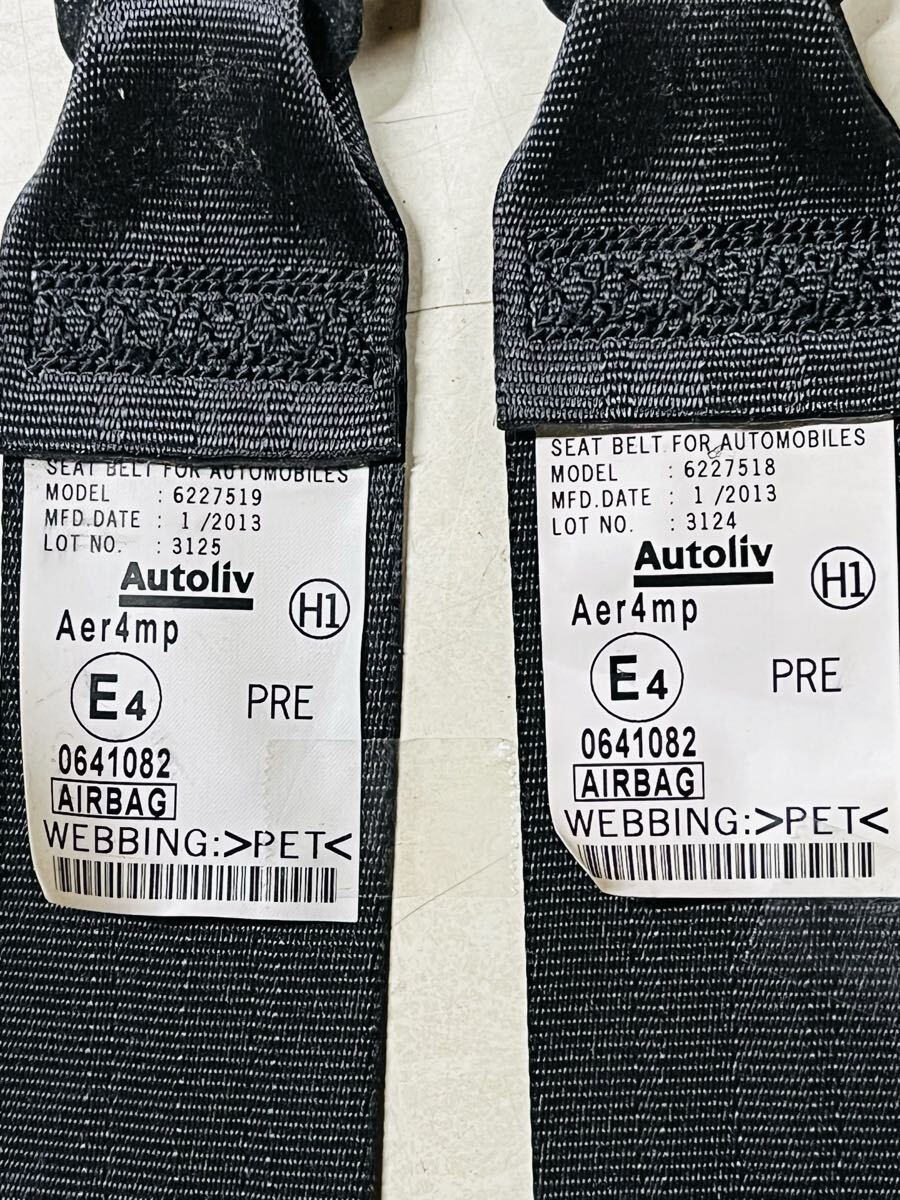 SEAT BELT FOR AUTOMOBILES
MODEL : 6227519
MFD.DATE : 1/2013
LOT NO. : 3125
Autoliv
Aer4mp
H1
E4
PRE
0641082
AIRBAG
WEBBING:>PET<
SEAT BELT FOR AUTOMOBILES
MODEL : 6227518
MFD.DATE : 1/2013
LOT NO. : 3124
Autoliv
Aer4mp
H1
E4
PRE
0641082
AIRBAG
WEBBING:>PET<